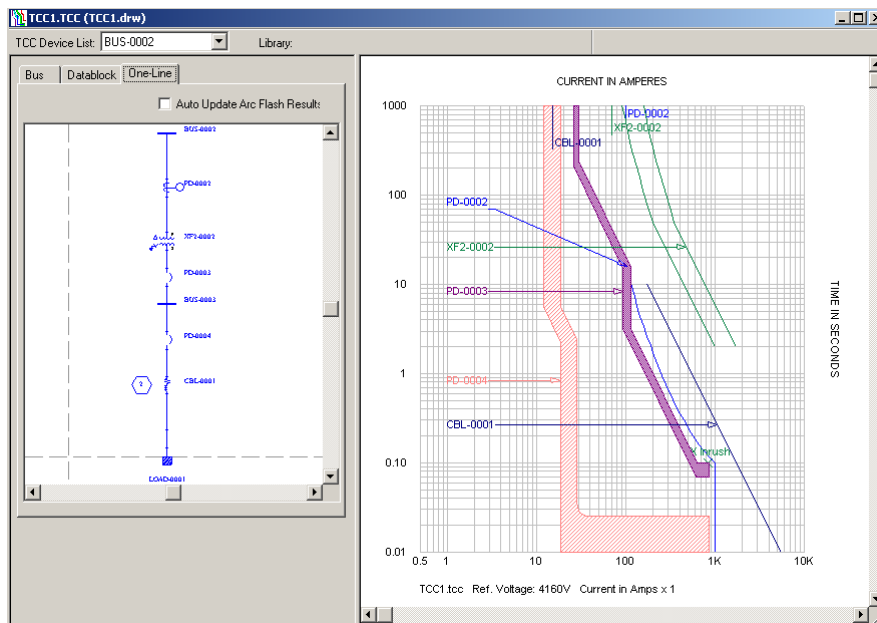 TCC1.TCC (TCC1.drw)
TCC Device List: BUS-0002 Library:
Bus Datablock One-Line
Auto Update Arc Flash Results
BUS-0002
PD-0002
XF2-0002
PD-0003
BUS-0003
PD-0004
CBL-0001
2
LOAD-0001
CURRENT IN AMPERES
1000
100
10
1
0.10
0.01
0.5 1 10 100 1K 10K
PD-0002
XF2-0002
CBL-0001
PD-0002
XF2-0002
PD-0003
PD-0004
CBL-0001
Inrush
TIME IN SECONDS
TCC1.tcc Ref. Voltage: 4160V Current in Amps x 1